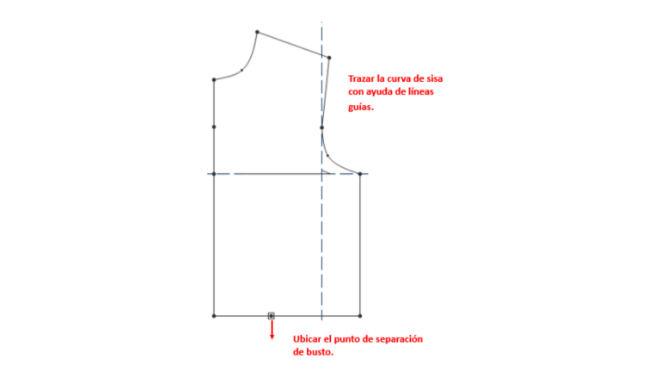 Trazar la curva de sisa
con ayuda de líneas
guías.
Ubicar el punto de separación
de busto.